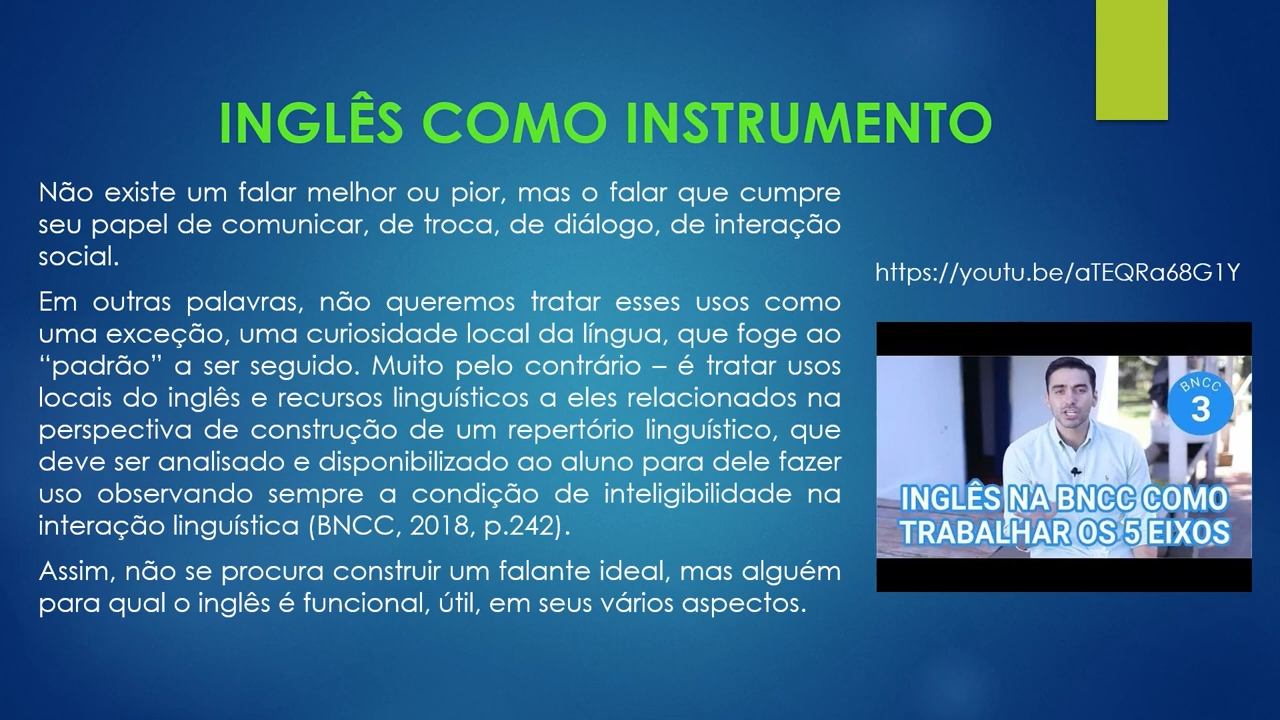 INGLÊS COMO INSTRUMENTO
Não existe um falar melhor ou pior, mas o falar que cumpre
seu papel de comunicar, de troca, de diálogo, de interação
social.
Em outras palavras, não queremos tratar esses usos como
uma exceção, uma curiosidade local da língua, que foge ao
“padrão” a ser seguido. Muito pelo contrário – é tratar usos
locais do inglês e recursos linguísticos a eles relacionados na
perspectiva de construção de um repertório linguístico, que
deve ser analisado e disponibilizado ao aluno para dele fazer
uso observando sempre a condição de inteligibilidade na
interação linguística (BNCC, 2018, p.242).
Assim, não se procura construir um falante ideal, mas alguém
para qual o inglês é funcional, útil, em seus vários aspectos.
https://youtu.be/aTEQRa68G1Y
BNCC
3
INGLÊS NA BNCC COMO
TRABALHAR OS 5 EIXOS